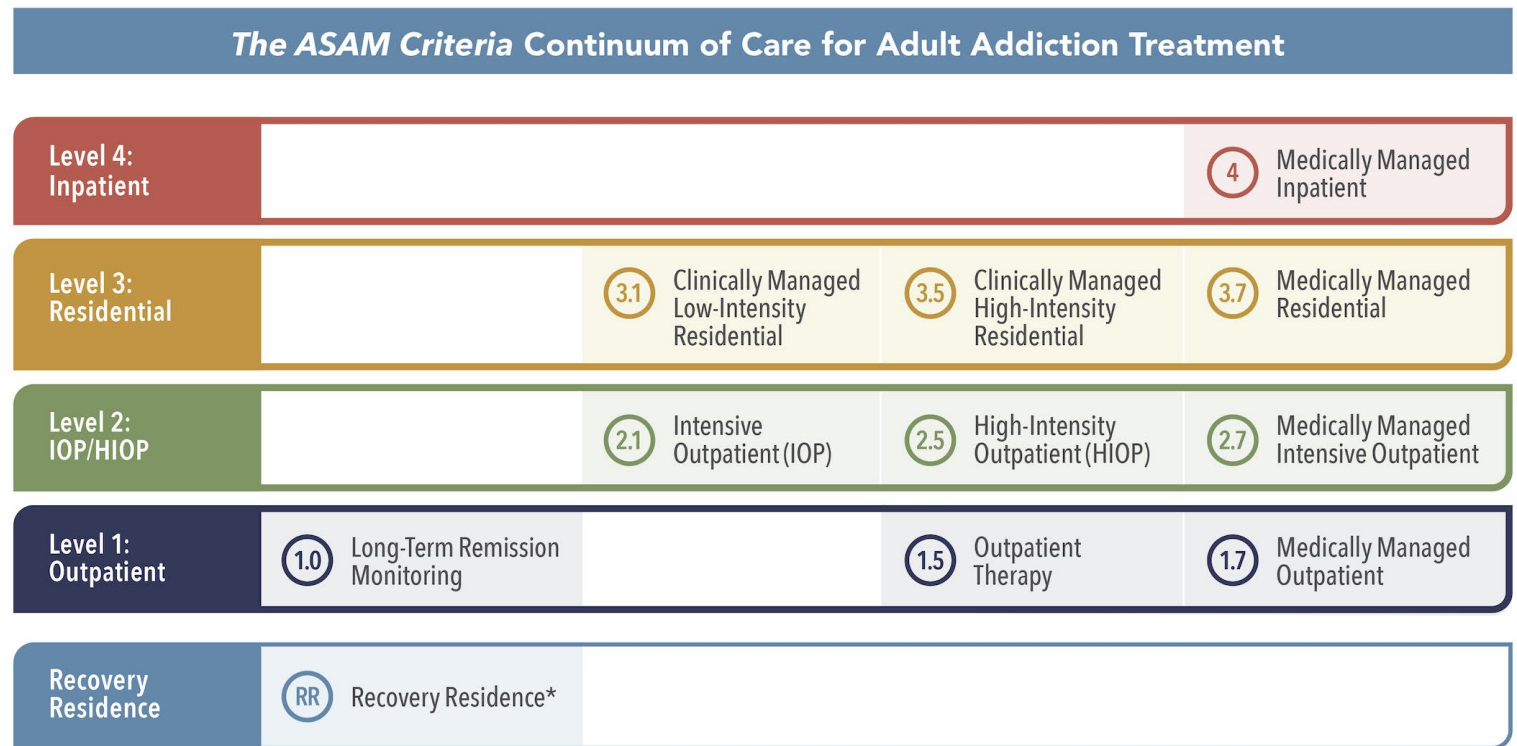 The ASAM Criteria Continuum of Care for Adult Addiction Treatment
Level 4:
Inpatient
4
Medically Managed
Inpatient
Level 3:
Residential
3.1
Clinically Managed
Low-Intensity
Residential
3.5
Clinically Managed
High-Intensity
Residential
3.7
Medically Managed
Residential
Level 2:
IOP/HIOP
2.1
Intensive
Outpatient (IOP)
2.5
High-Intensity
Outpatient (HIOP)
2.7
Medically Managed
Intensive Outpatient
Level 1:
Outpatient
1.0
Long-Term Remission
Monitoring
1.5
Outpatient
Therapy
1.7
Medically Managed
Outpatient
Recovery
Residence
RR
Recovery Residence*